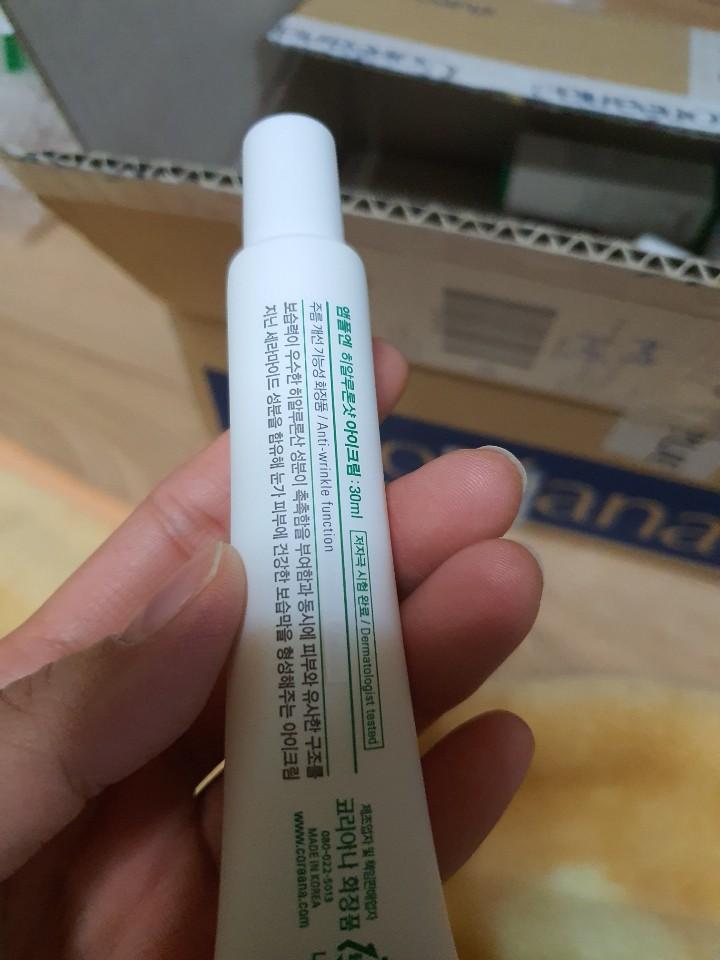 앰플엔 히알루론샷 아이크림 : 30ml
저자극 시험 완료 / Dermatologist tested
주름 개선 기능성 화장품 / Anti-wrinkle function
보습력이 우수한 히알루론산 성분이 촉촉함을 부여함과 동시에 피부와 유사한 구조를
지닌 세라마이드 성분을 함유해 눈가 피부에 건강한 보습막을 형성해주는 아이크림
제조업자 및 책임판매업자
코리아나 화장품
080-022-5013
MADE IN KOREA
www.coreana.com
ana